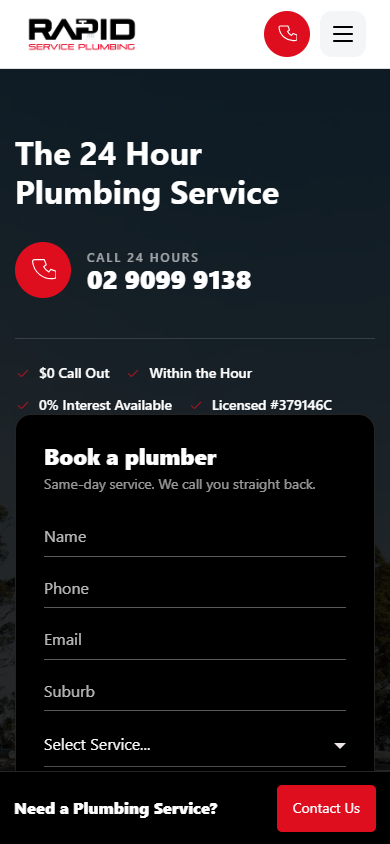 RAPID
SERVICE PLUMBING
The 24 Hour
Plumbing Service
CALL 24 HOURS
02 9099 9138
$0 Call Out
Within the Hour
0% Interest Available
Licensed #379146C
Book a plumber
Same-day service. We call you straight back.
Name
Phone
Email
Suburb
Select Service...
Need a Plumbing Service?
Contact Us